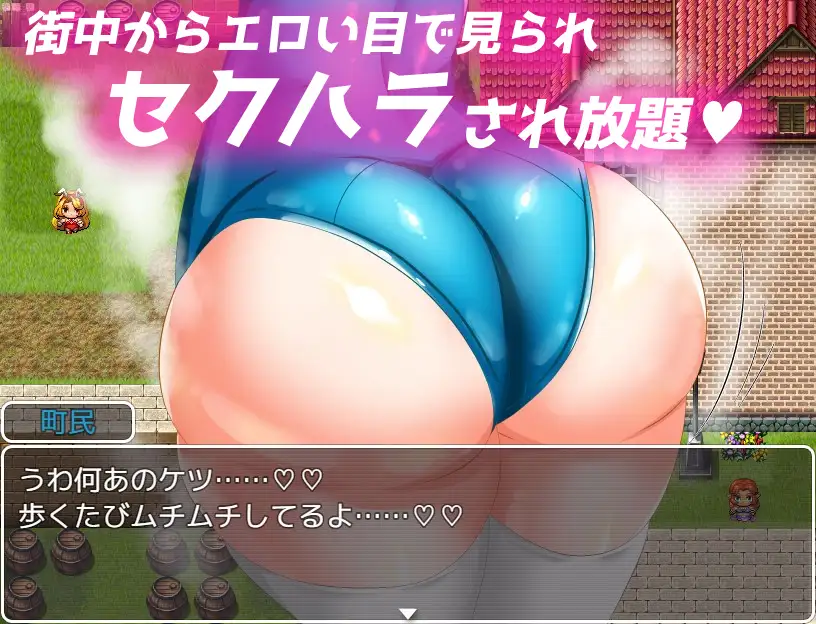 街中からエロい目で見られ
セクハラされ放題♥
町民
うわ何あのケツ……♡♡
歩くたびムチムチしてるよ……♡♡